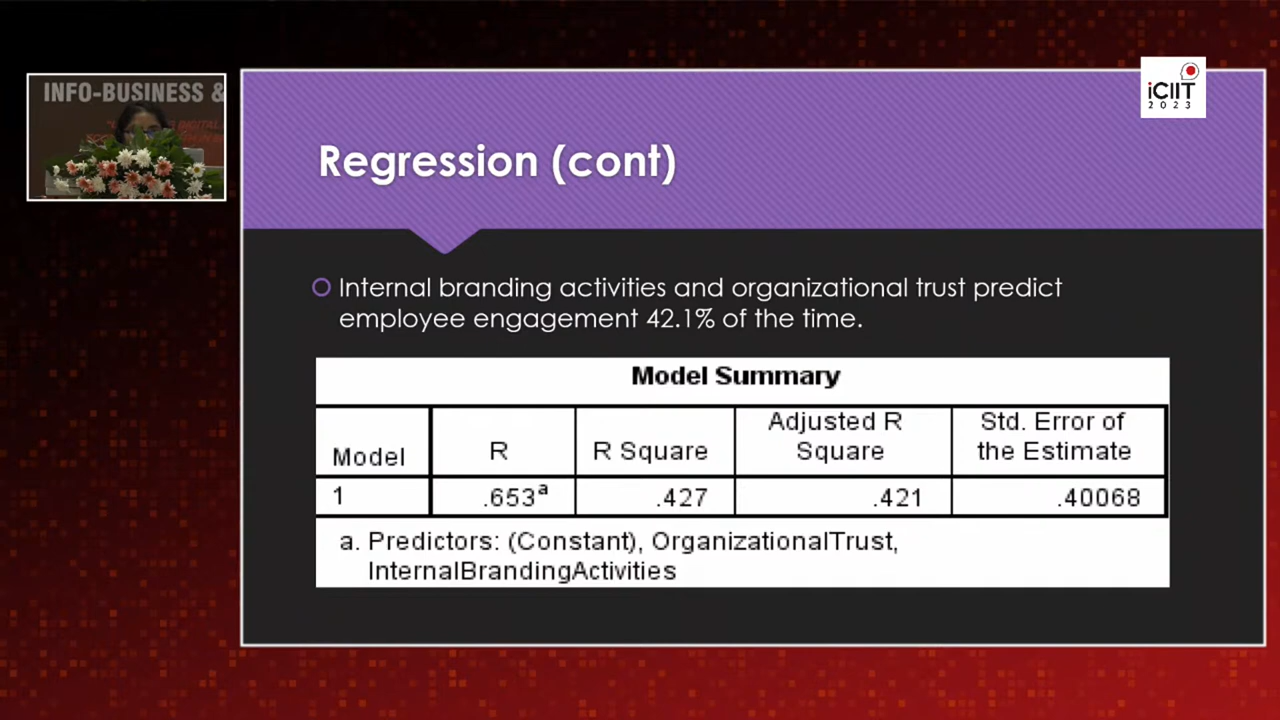 INFO-BUSINESS &
iCIIT
2023
Regression (cont)
Internal branding activities and organizational trust predict
employee engagement 42.1% of the time.
Model Summary
Model R R Square Adjusted R Square Std. Error of the Estimate
1 .653a .427 .421 .40068
a. Predictors: (Constant), OrganizationalTrust,
InternalBrandingActivities